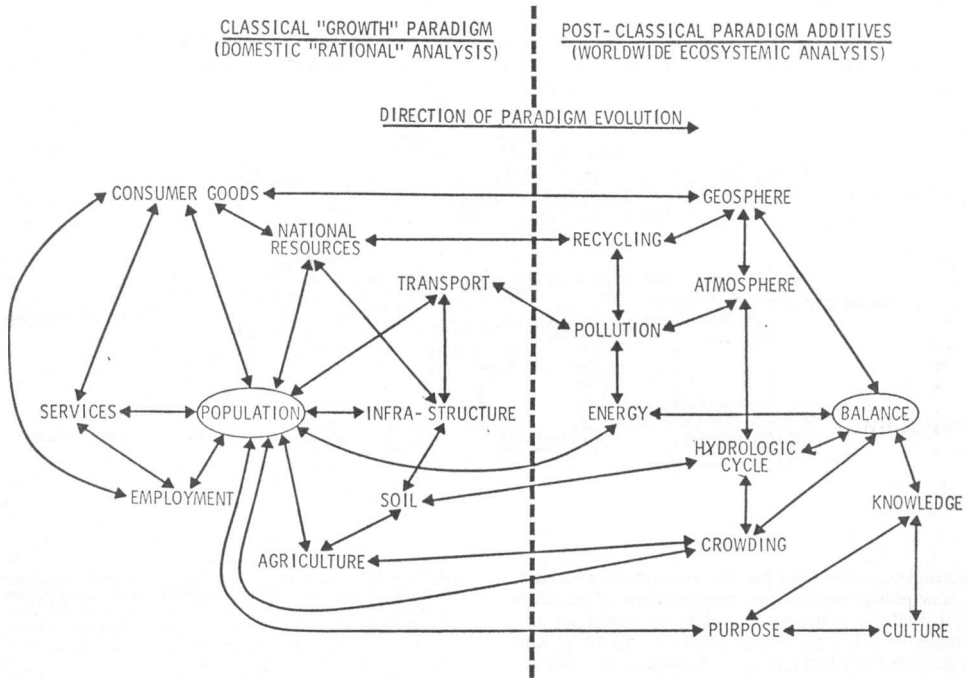 CLASSICAL "GROWTH" PARADIGM
(DOMESTIC "RATIONAL" ANALYSIS)
POST-CLASSICAL PARADIGM ADDITIVES
(WORLDWIDE ECOSYSTEMIC ANALYSIS)
DIRECTION OF PARADIGM EVOLUTION
CONSUMER GOODS
GEOSPHERE
NATIONAL
RESOURCES
RECYCLING
TRANSPORT
ATMOSPHERE
POLLUTION
SERVICES
POPULATION
INFRA-STRUCTURE
ENERGY
BALANCE
HYDROLOGIC
CYCLE
EMPLOYMENT
SOIL
KNOWLEDGE
AGRICULTURE
CROWDING
PURPOSE
CULTURE